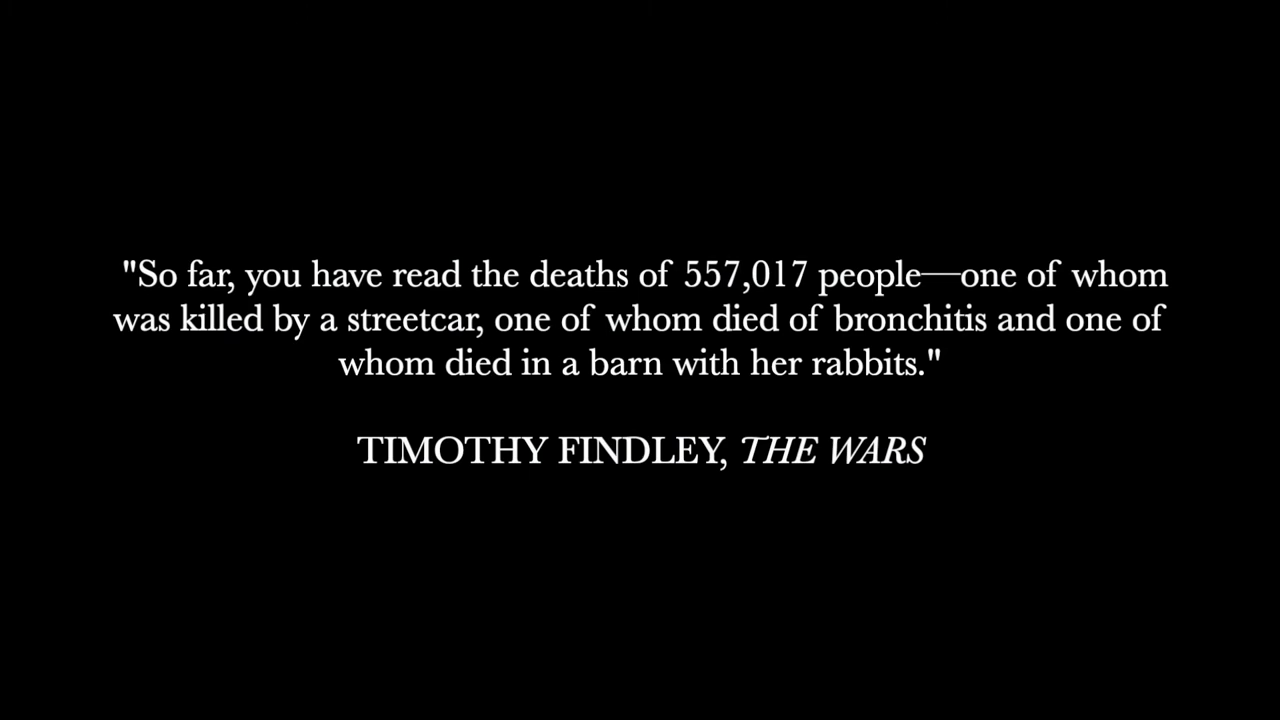 "So far, you have read the deaths of 557,017 people—one of whom
was killed by a streetcar, one of whom died of bronchitis and one of
whom died in a barn with her rabbits."
TIMOTHY FINDLEY, THE WARS